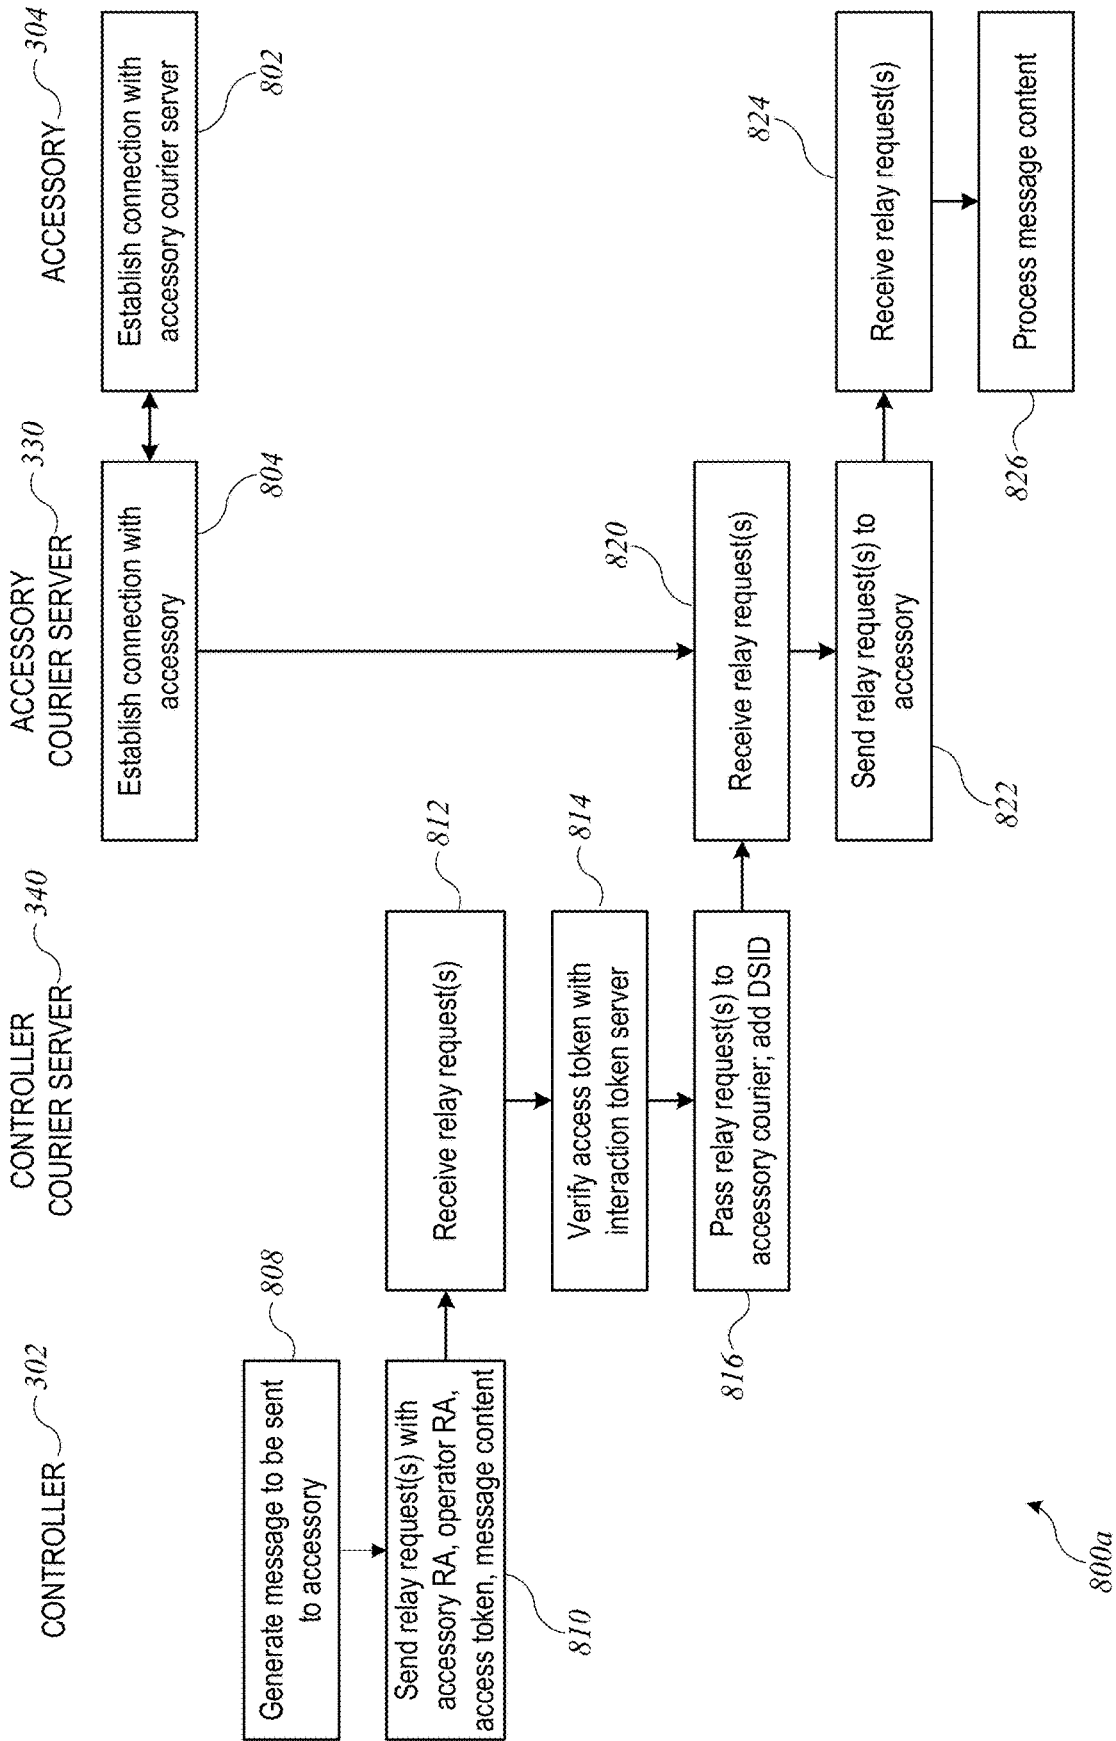 CONTROLLER 302
CONTROLLER
COURIER SERVER 340
ACCESSORY
COURIER SERVER 330
ACCESSORY 304
Establish connection with
accessory
804
Establish connection with
accessory courier server
802
Generate message to be sent
to accessory
808
Send relay request(s) with
accessory RA, operator RA,
access token, message content
810
Receive relay request(s)
812
Verify access token with
interaction token server
814
Pass relay request(s) to
accessory courier; add DSID
816
Receive relay request(s)
820
Send relay request(s) to
accessory
822
Receive relay request(s)
824
Process message content
826
800a